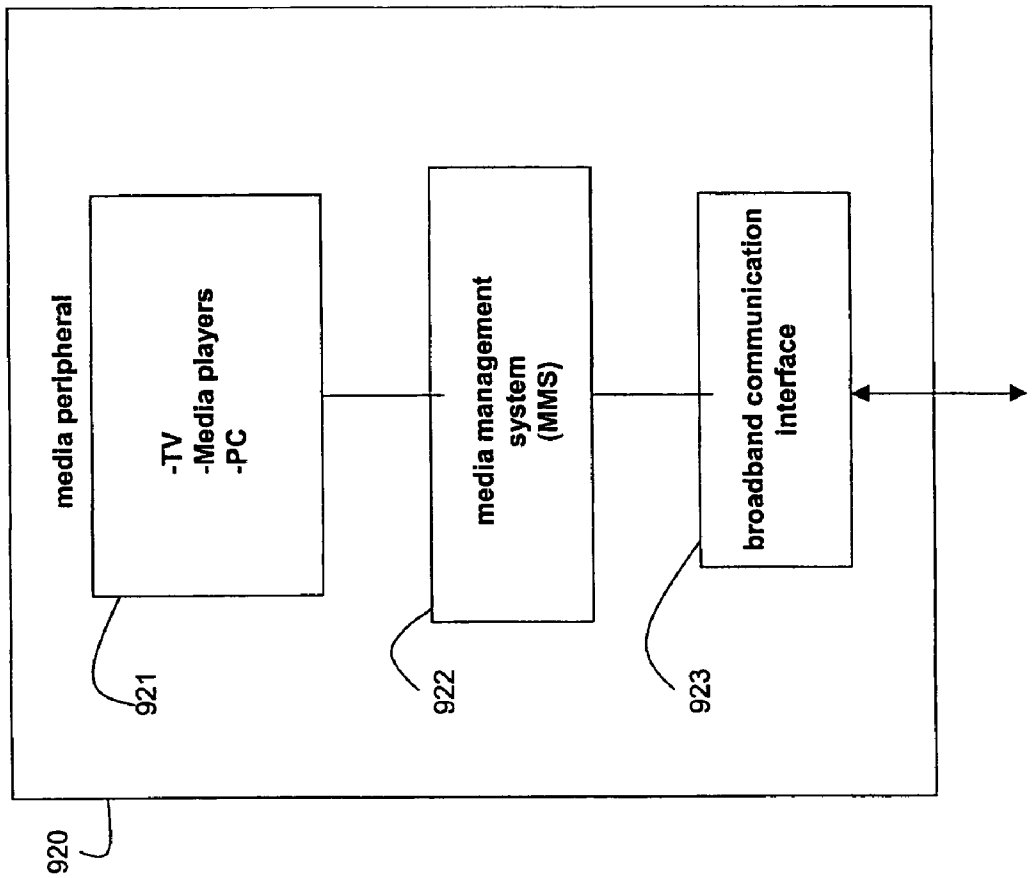 920
media peripheral
921
-TV
-Media players
-PC
922
media management
system
(MMS)
923
broadband communication
interface